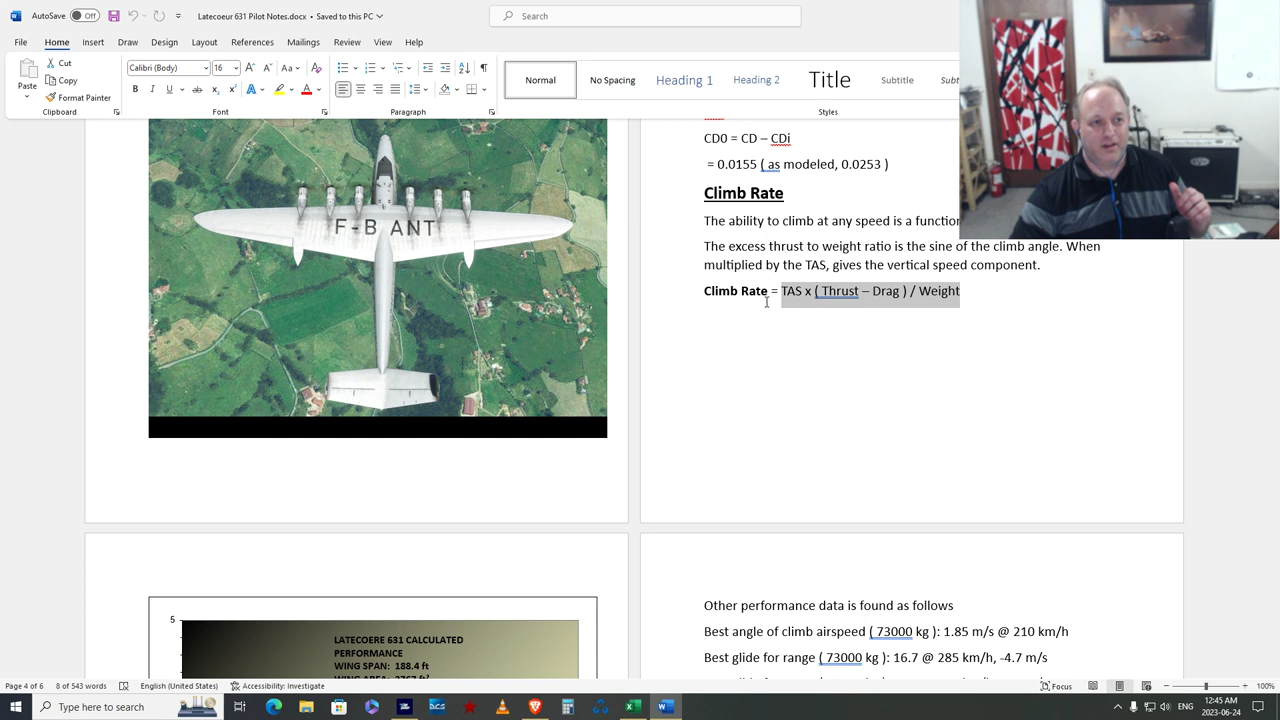 AutoSave Off Latecoeur 631 Pilot Notes.docx • Saved to this PC Search
File Home Insert Draw Design Layout References Mailings Review View Help
Paste Cut Copy Format Painter
Calibri (Body) 16
Normal No Spacing Heading 1 Heading 2 Title Subtitle
Clipboard Font Paragraph Styles
CD0 = CD – CDi
= 0.0155 ( as modeled, 0.0253 )
Climb Rate
The ability to climb at any speed is a function
The excess thrust to weight ratio is the sine of the climb angle. When
multiplied by the TAS, gives the vertical speed component.
Climb Rate = TAS x ( Thrust – Drag ) / Weight
F-B ANT
5
LATECOERE 631 CALCULATED
PERFORMANCE
WING SPAN: 188.4 ft
Other performance data is found as follows
Best angle of climb airspeed ( 73000 kg ): 1.85 m/s @ 210 km/h
Best glide for range ( 73000 kg ): 16.7 @ 285 km/h, -4.7 m/s
Page 4 of 6 8 of 543 words English (United States) Accessibility: Investigate Focus 100%
Type here to search ENG 12:45 AM
2023-06-24